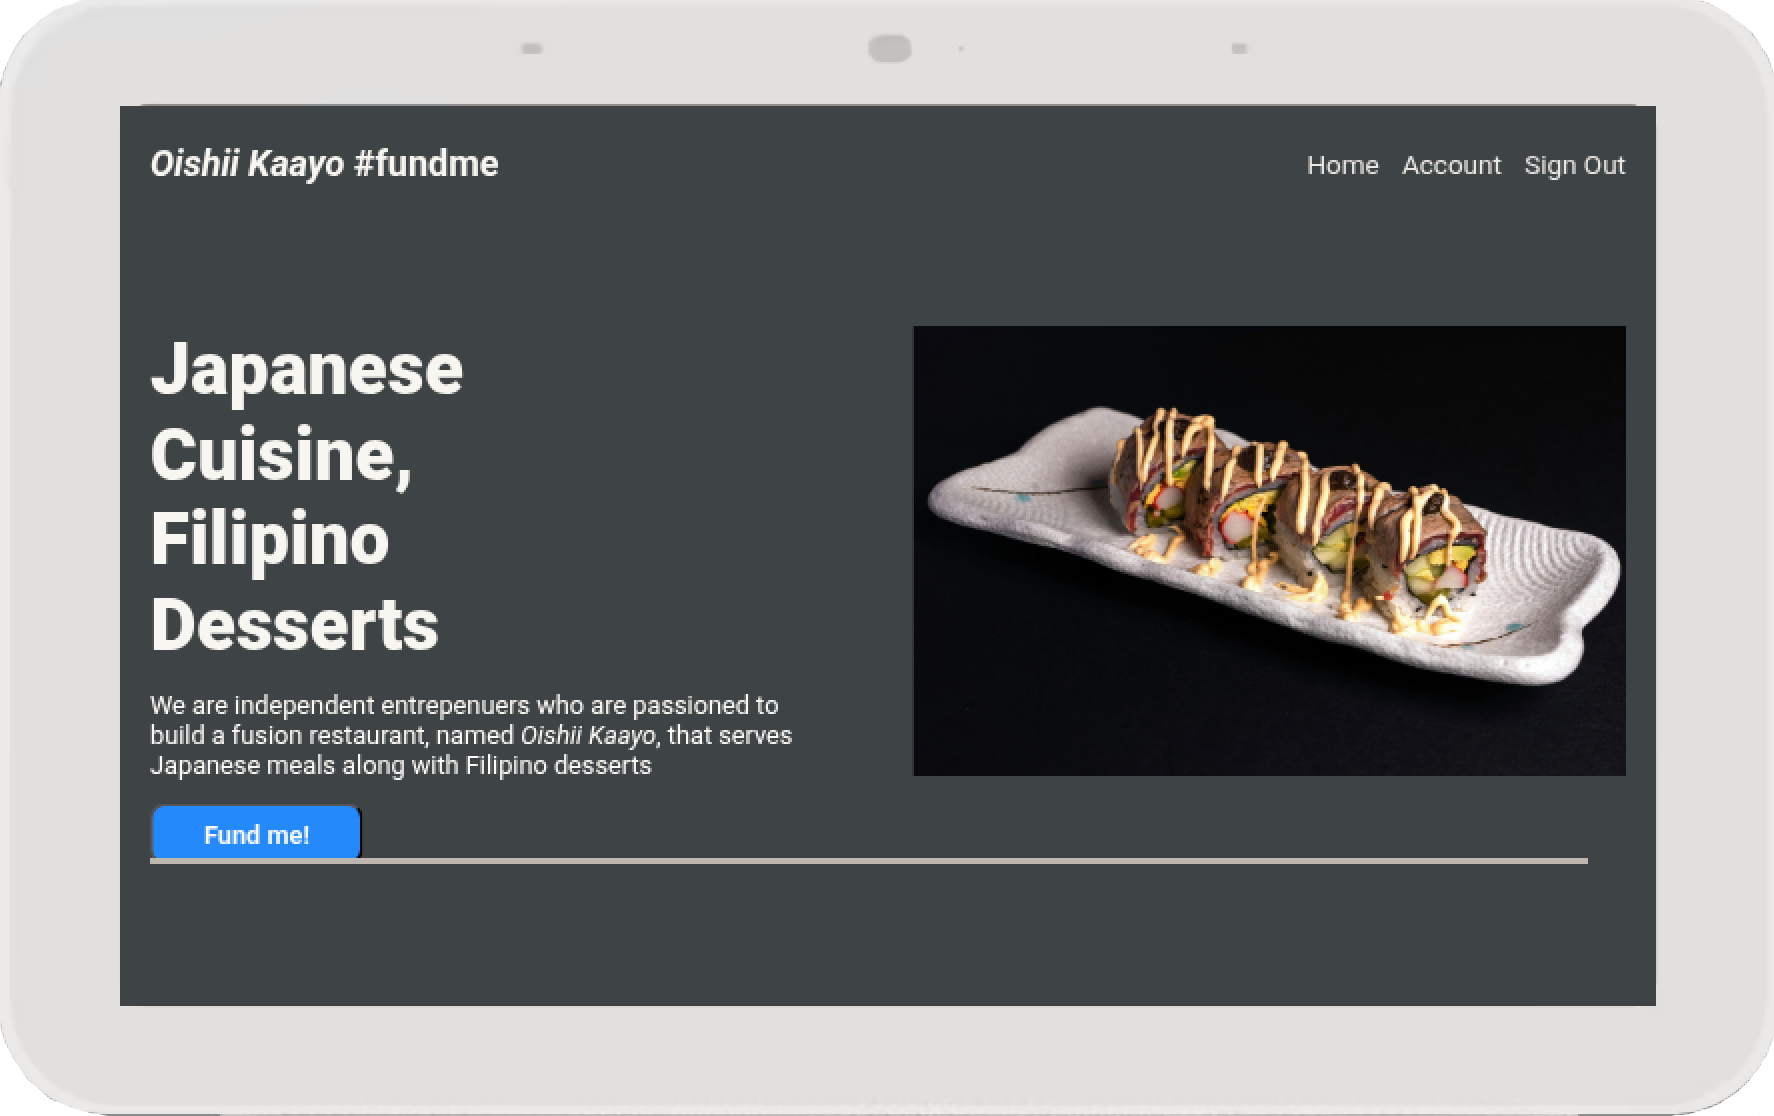 Oishii Kaayo #fundme
Home Account Sign Out
Japanese
Cuisine,
Filipino
Desserts
We are independent entrepenuers who are passioned to
build a fusion restaurant, named Oishii Kaayo, that serves
Japanese meals along with Filipino desserts
Fund me!